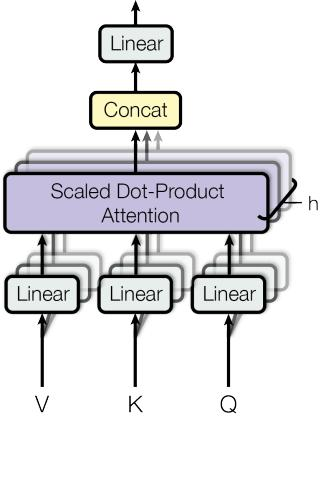 Linear
Concat
Scaled Dot-Product
Attention
h
Linear Linear Linear
V K Q